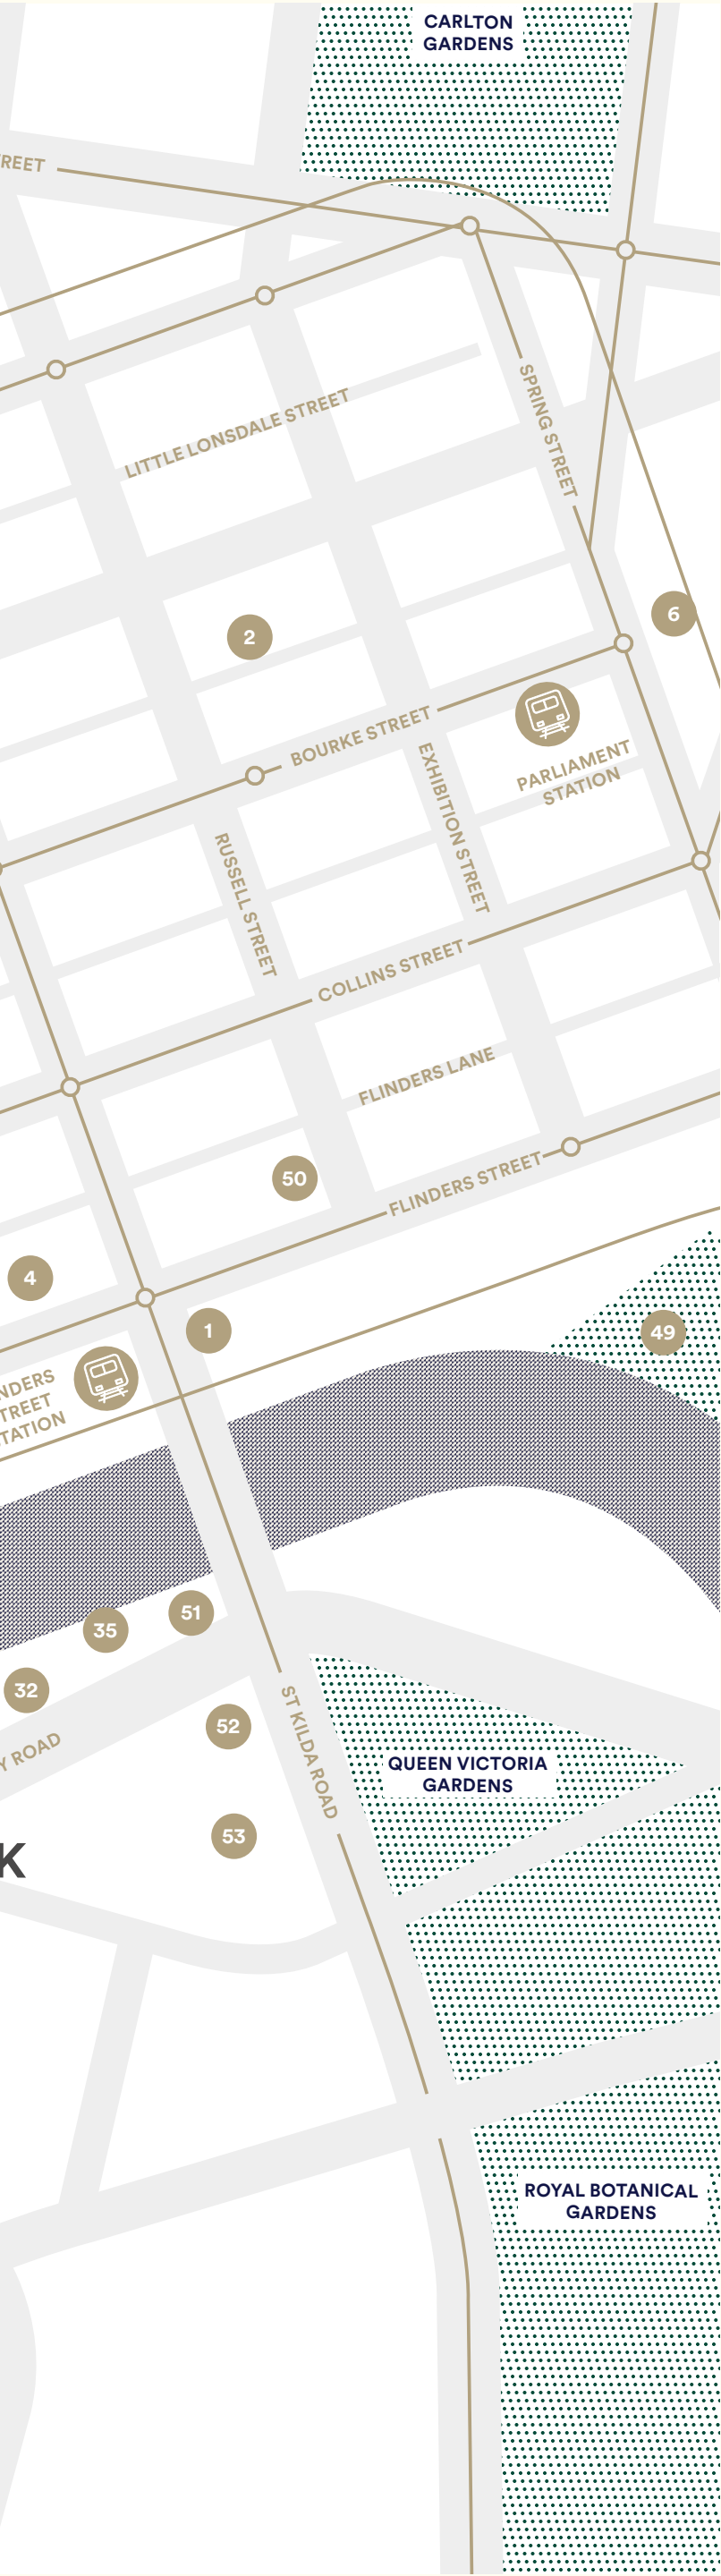 CARLTON
GARDENS
REET
SPRING STREET
LITTLE LONSDALE STREET
6
2
BOURKE STREET
PARLIAMENT
STATION
EXHIBITION STREET
RUSSELL STREET
COLLINS STREET
FLINDERS LANE
50
FLINDERS STREET
4
1
49
NDERS
TREET
TATION
51
35
32
52
ST KILDA ROAD
Y ROAD
QUEEN VICTORIA
GARDENS
53
K
ROYAL BOTANICAL
GARDENS